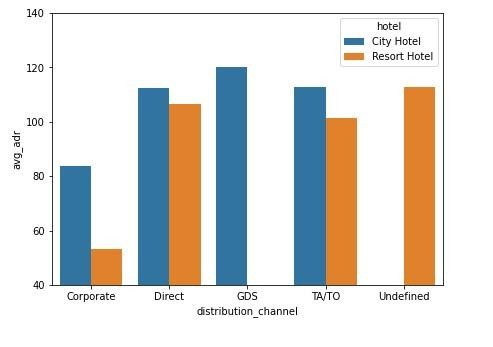 140
120
100
80
60
40
avg_adr
hotel
City Hotel
Resort Hotel
Corporate Direct GDS TA/TO Undefined
distribution_channel